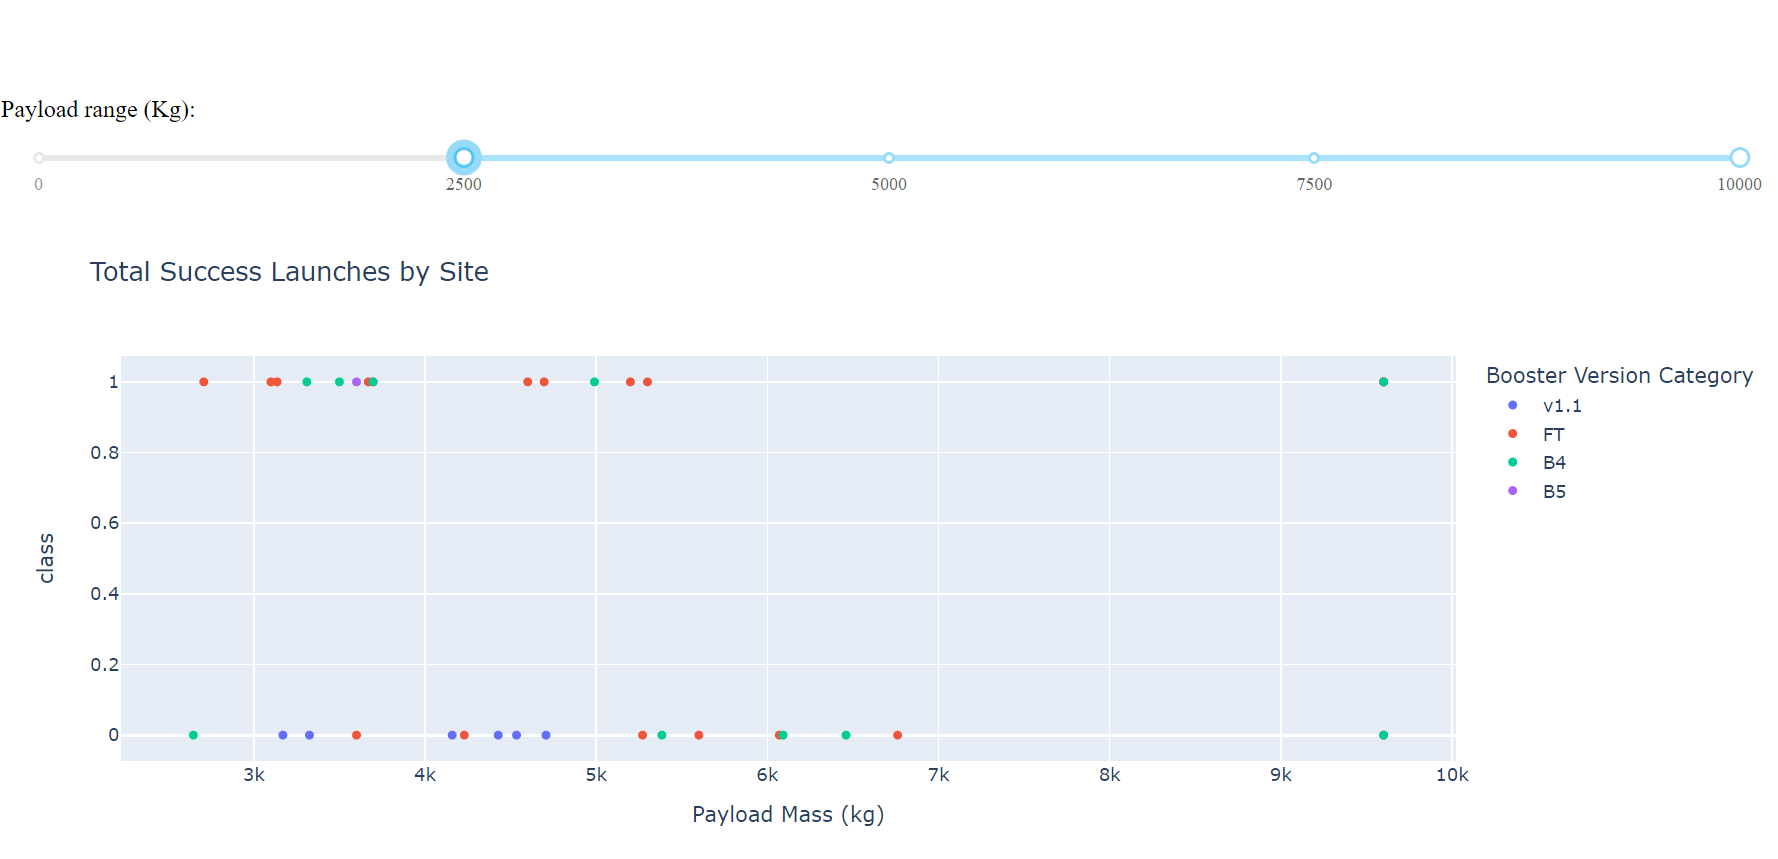 Payload range (Kg):
0 2500 5000 7500 10000
Total Success Launches by Site
1
0.8
0.6
0.4
0.2
0
class
3k 4k 5k 6k 7k 8k 9k 10k
Payload Mass (kg)
Booster Version Category
v1.1
FT
B4
B5